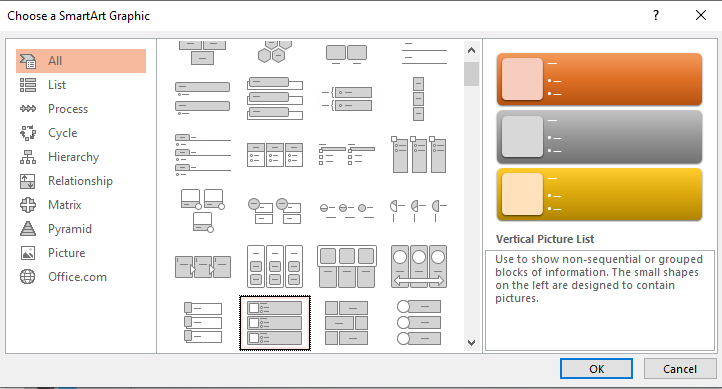 Choose a SmartArt Graphic
?
All
List
Process
Cycle
Hierarchy
Relationship
Matrix
Pyramid
Picture
Office.com
Vertical Picture List
Use to show non-sequential or grouped
blocks of information. The small shapes
on the left are designed to contain
pictures.
OK
Cancel